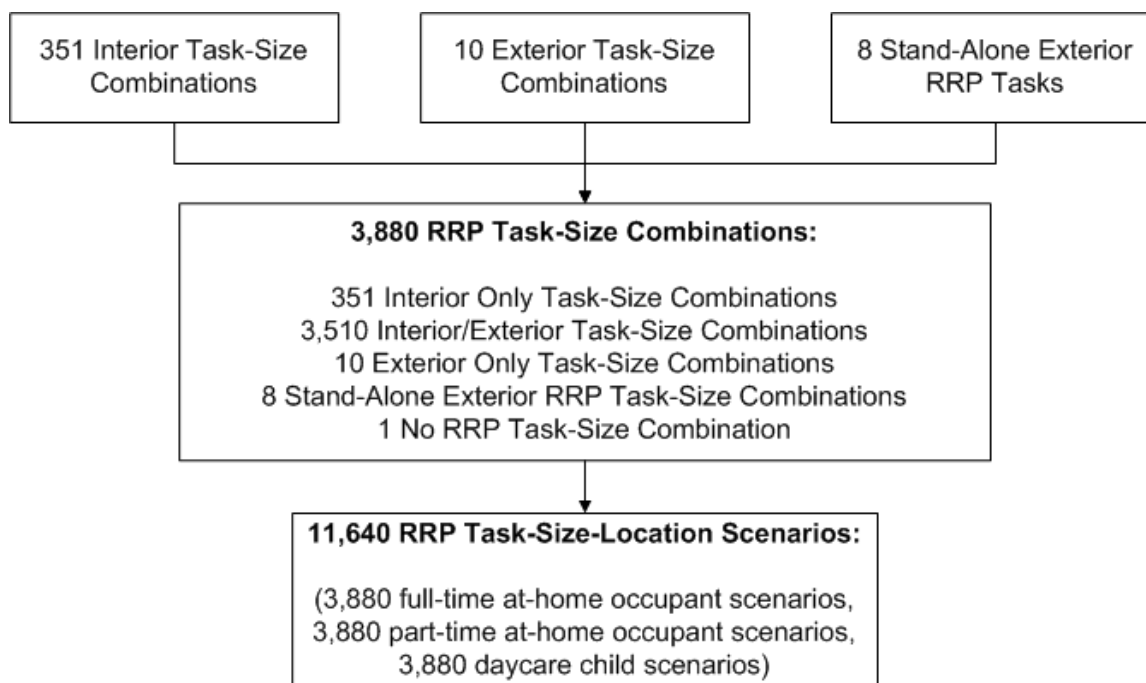 351 Interior Task-Size
Combinations
10 Exterior Task-Size
Combinations
8 Stand-Alone Exterior
RRP Tasks
3,880 RRP Task-Size Combinations:
351 Interior Only Task-Size Combinations
3,510 Interior/Exterior Task-Size Combinations
10 Exterior Only Task-Size Combinations
8 Stand-Alone Exterior RRP Task-Size Combinations
1 No RRP Task-Size Combination
11,640 RRP Task-Size-Location Scenarios:
(3,880 full-time at-home occupant scenarios,
3,880 part-time at-home occupant scenarios,
3,880 daycare child scenarios)